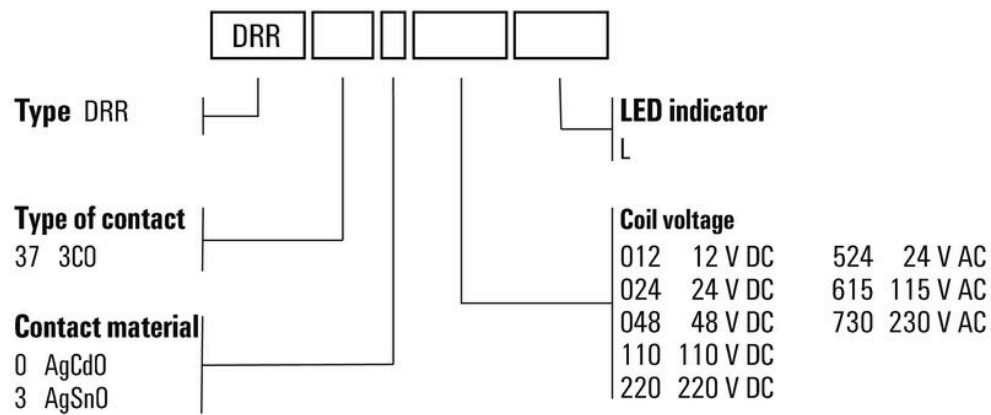 DRR
Type DRR
LED indicator
L
Type of contact
37 3CO
Contact material
0 AgCdO
3 AgSnO
Coil voltage
012 12 V DC 524 24 V AC
024 24 V DC 615 115 V AC
048 48 V DC 730 230 V AC
110 110 V DC
220 220 V DC